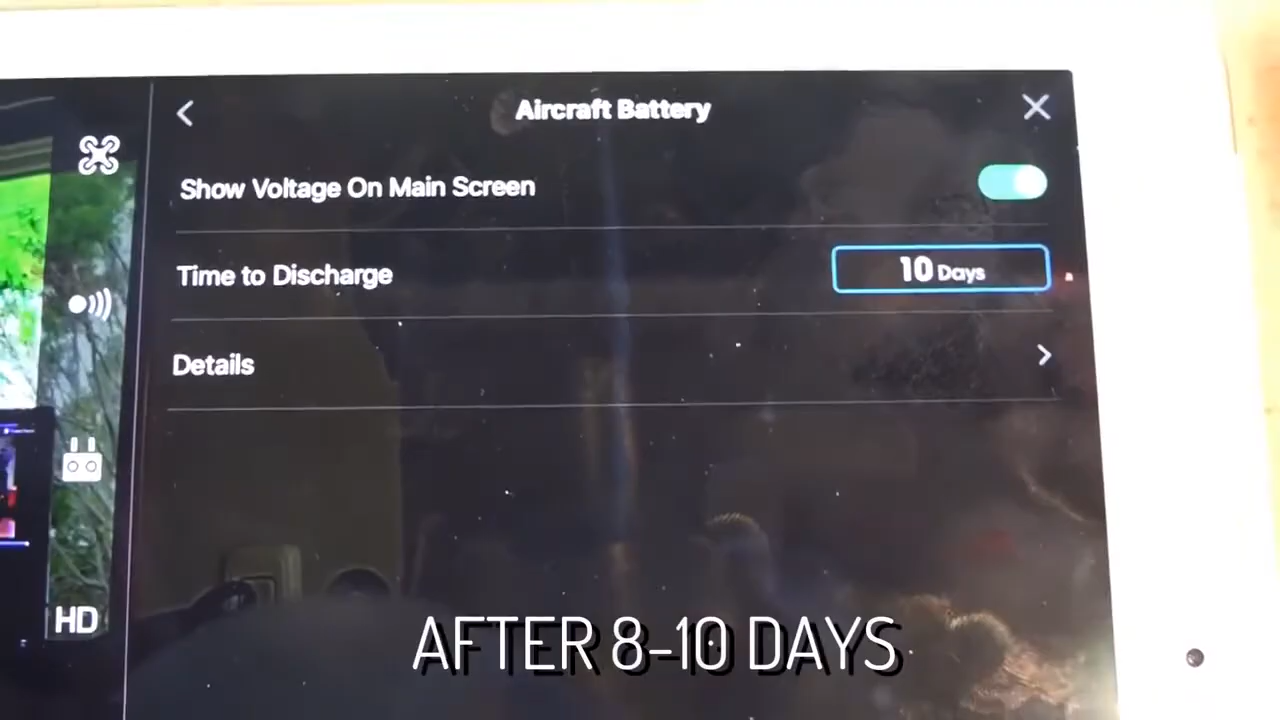 Aircraft Battery
Show Voltage On Main Screen
Time to Discharge
10 Days
Details
HD
AFTER 8-10 DAYS